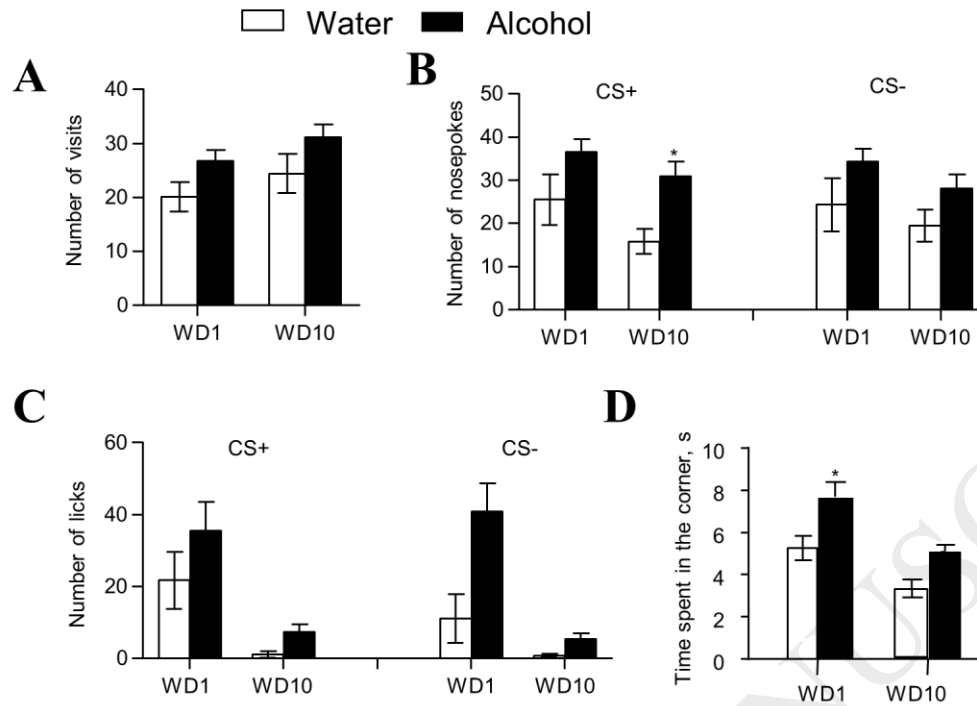 Water Alcohol
A
Number of visits
40
30
20
10
0
WD1 WD10
B
Number of nosepokes
50
40
30
20
10
0
CS+ CS-
*
WD1 WD10 WD1 WD10
C
Number of licks
60
40
20
0
CS+ CS-
WD1 WD10 WD1 WD10
D
Time spent in the corner, s
10
8
6
4
2
0
*
WD1 WD10